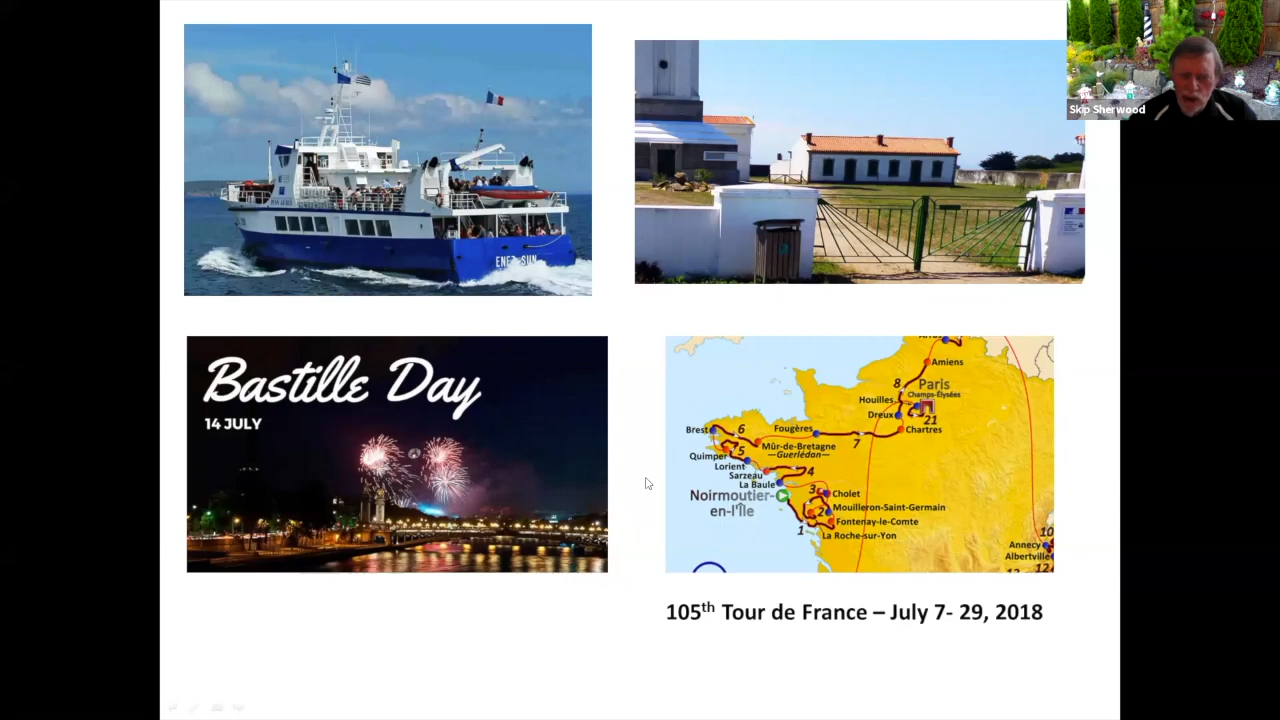 Skip Sherwood
ENEZ SUN
Bastille Day
14 JULY
Amiens
8
Paris
Champs-Élysées
Houilles
Dreux
21
Chartres
Brest
6
Fougères
7
Mûr-de-Bretagne
—Guerlédan—
Quimper
5
Lorient
Sarzeau
4
La Baule
3
Cholet
Noirmoutier-
en-l'Île
2
Mouilleron-Saint-Germain
Fontenay-le-Comte
1
La Roche-sur-Yon
10
Annecy
Albertville
12
105th Tour de France – July 7- 29, 2018